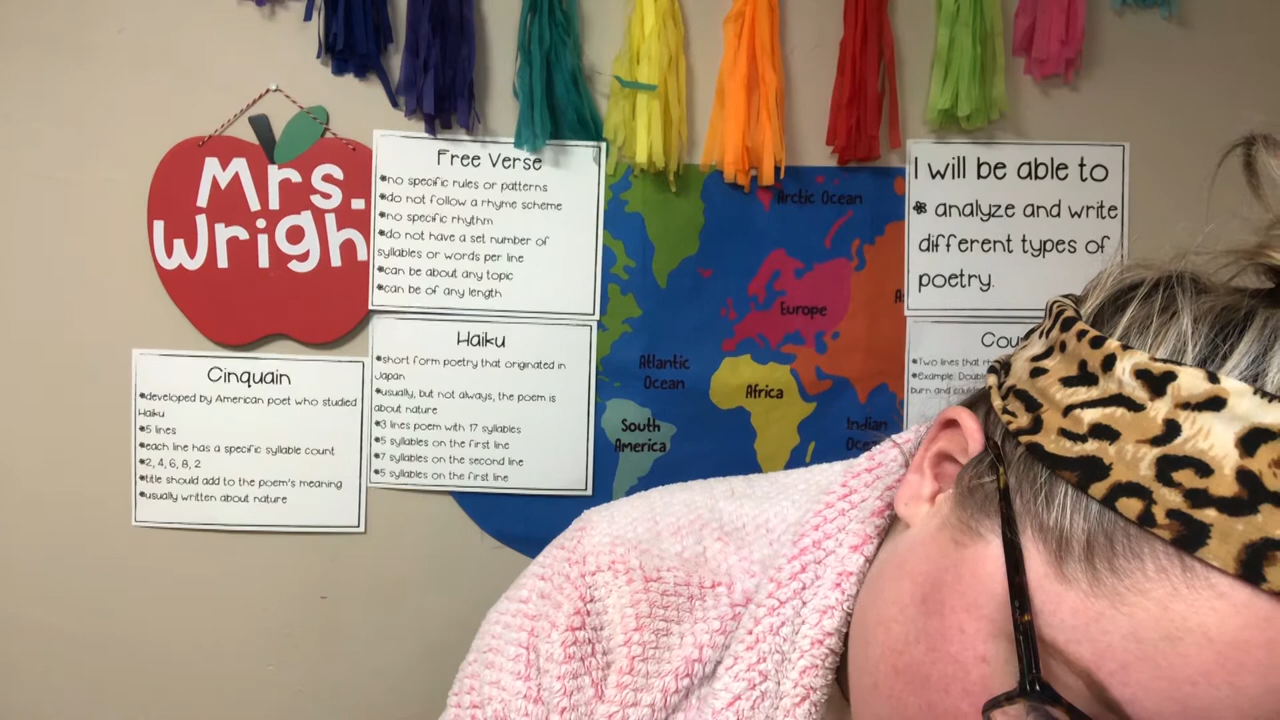 Mrs.
Wrigh
Free Verse
*no specific rules or patterns
*do not follow a rhyme scheme
*no specific rhythm
*do not have a set number of
syllables or words per line
*can be about any topic
*can be of any length
Haiku
*short form poetry that originated in
Japan
*usually, but not always, the poem is
about nature
*3 lines poem with 17 syllables
*5 syllables on the first line
*7 syllables on the second line
*5 syllables on the first line
Cinquain
*developed by American poet who studied
Haiku
*5 lines
*each line has a specific syllable count
*2, 4, 6, 8, 2
*title should add to the poem's meaning
*usually written about nature
Arctic Ocean
Europe
Atlantic
Ocean
Africa
South
America
Indian
I will be able to
* analyze and write
different types of
poetry.
*Two lines that
*Example:
burn and